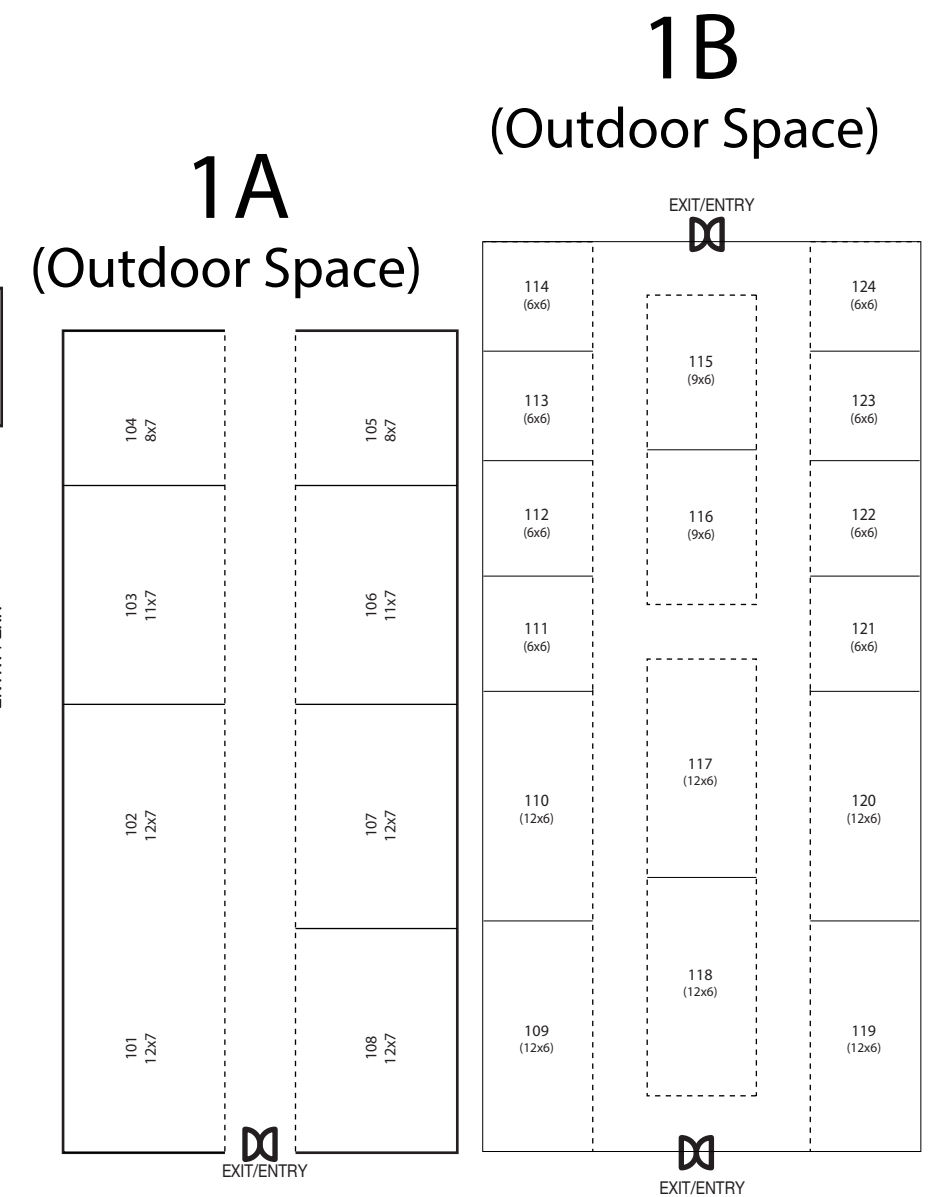 1B
(Outdoor Space)
1A
(Outdoor Space)
EXIT/ENTRY
104
8x7
105
8x7
103
11x7
106
11x7
102
12x7
107
12x7
101
12x7
108
12x7
EXIT/ENTRY
114
(6x6)
124
(6x6)
115
(9x6)
113
(6x6)
123
(6x6)
112
(6x6)
116
(9x6)
122
(6x6)
111
(6x6)
121
(6x6)
117
(12x6)
110
(12x6)
120
(12x6)
118
(12x6)
109
(12x6)
119
(12x6)
EXIT/ENTRY